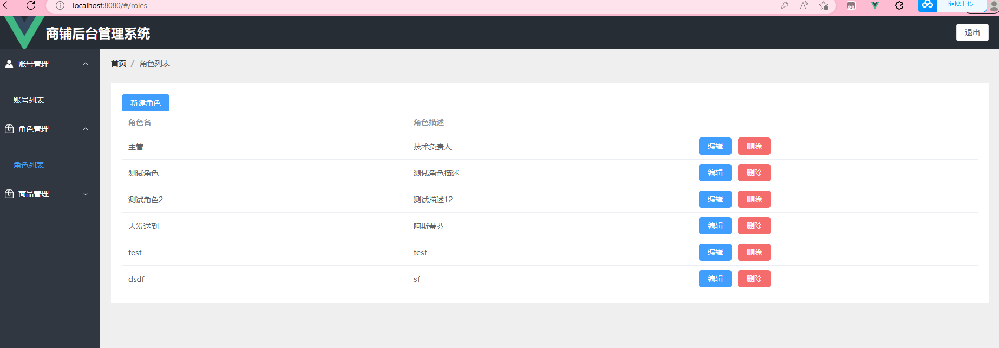 localhost:8080/#/roles
拖拽上传
商铺后台管理系统
退出
账号管理
账号列表
角色管理
角色列表
商品管理
首页 / 角色列表
新建角色
角色名 角色描述
主管 技术负责人 编辑 删除
测试角色 测试角色描述 编辑 删除
测试角色2 测试描述12 编辑 删除
大发送到 阿斯蒂芬 编辑 删除
test test 编辑 删除
dsdf sf 编辑 删除